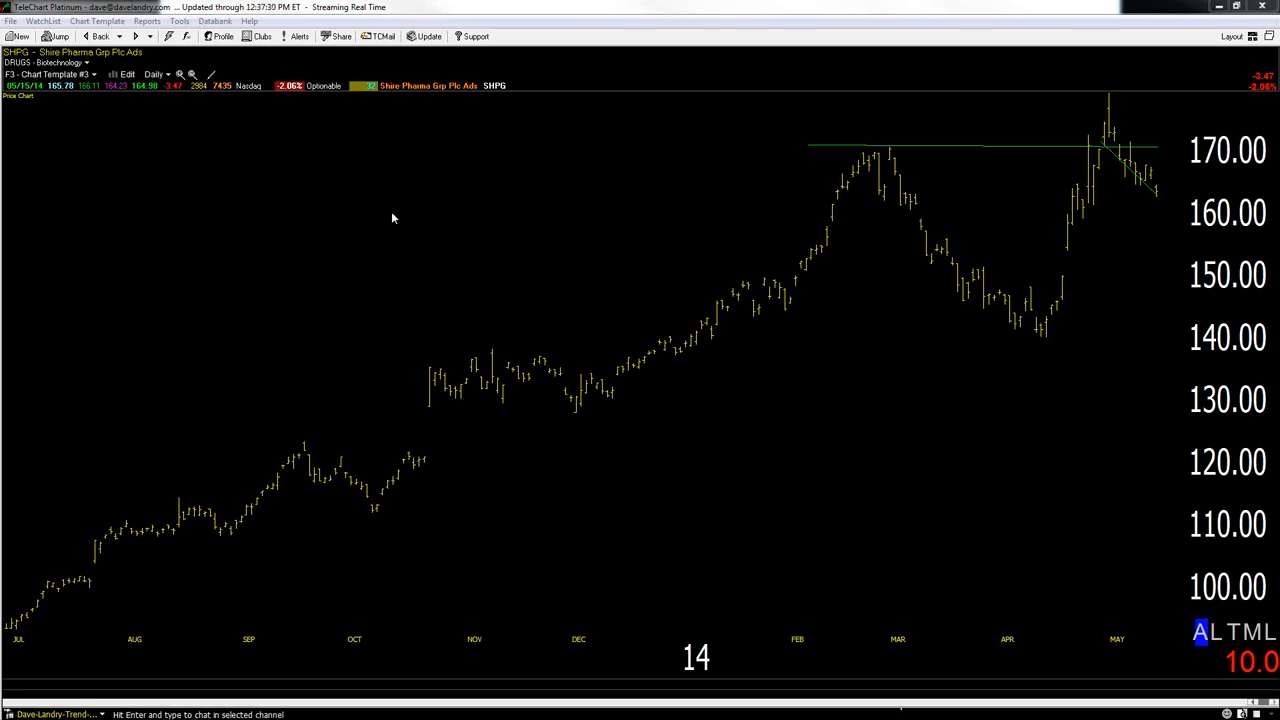 TeleChart Platinum - dave@davelandry.com ... Updated through 12:37:30 PM ET - Streaming Real Time
File WatchList Chart Template Reports Tools Databank Help
New Jump Back Profile Clubs Alerts Share TCMail Update Support Layout
SHPG - Shire Pharma Grp Plc Ads
DRUGS - Biotechnology
F3 - Chart Template #3 Edit Daily -3.47
05/15/14 165.78 166.11 164.23 164.98 -3.47 2984 7435 Nasdaq -2.06% Optionable 32 Shire Pharma Grp Plc Ads SHPG -2.06%
Price Chart
170.00
160.00
150.00
140.00
130.00
120.00
110.00
100.00
ALTML
JUL AUG SEP OCT NOV DEC FEB MAR APR MAY
14
10.0
Dave-Landry-Trend-... Hit Enter and type to chat in selected channel